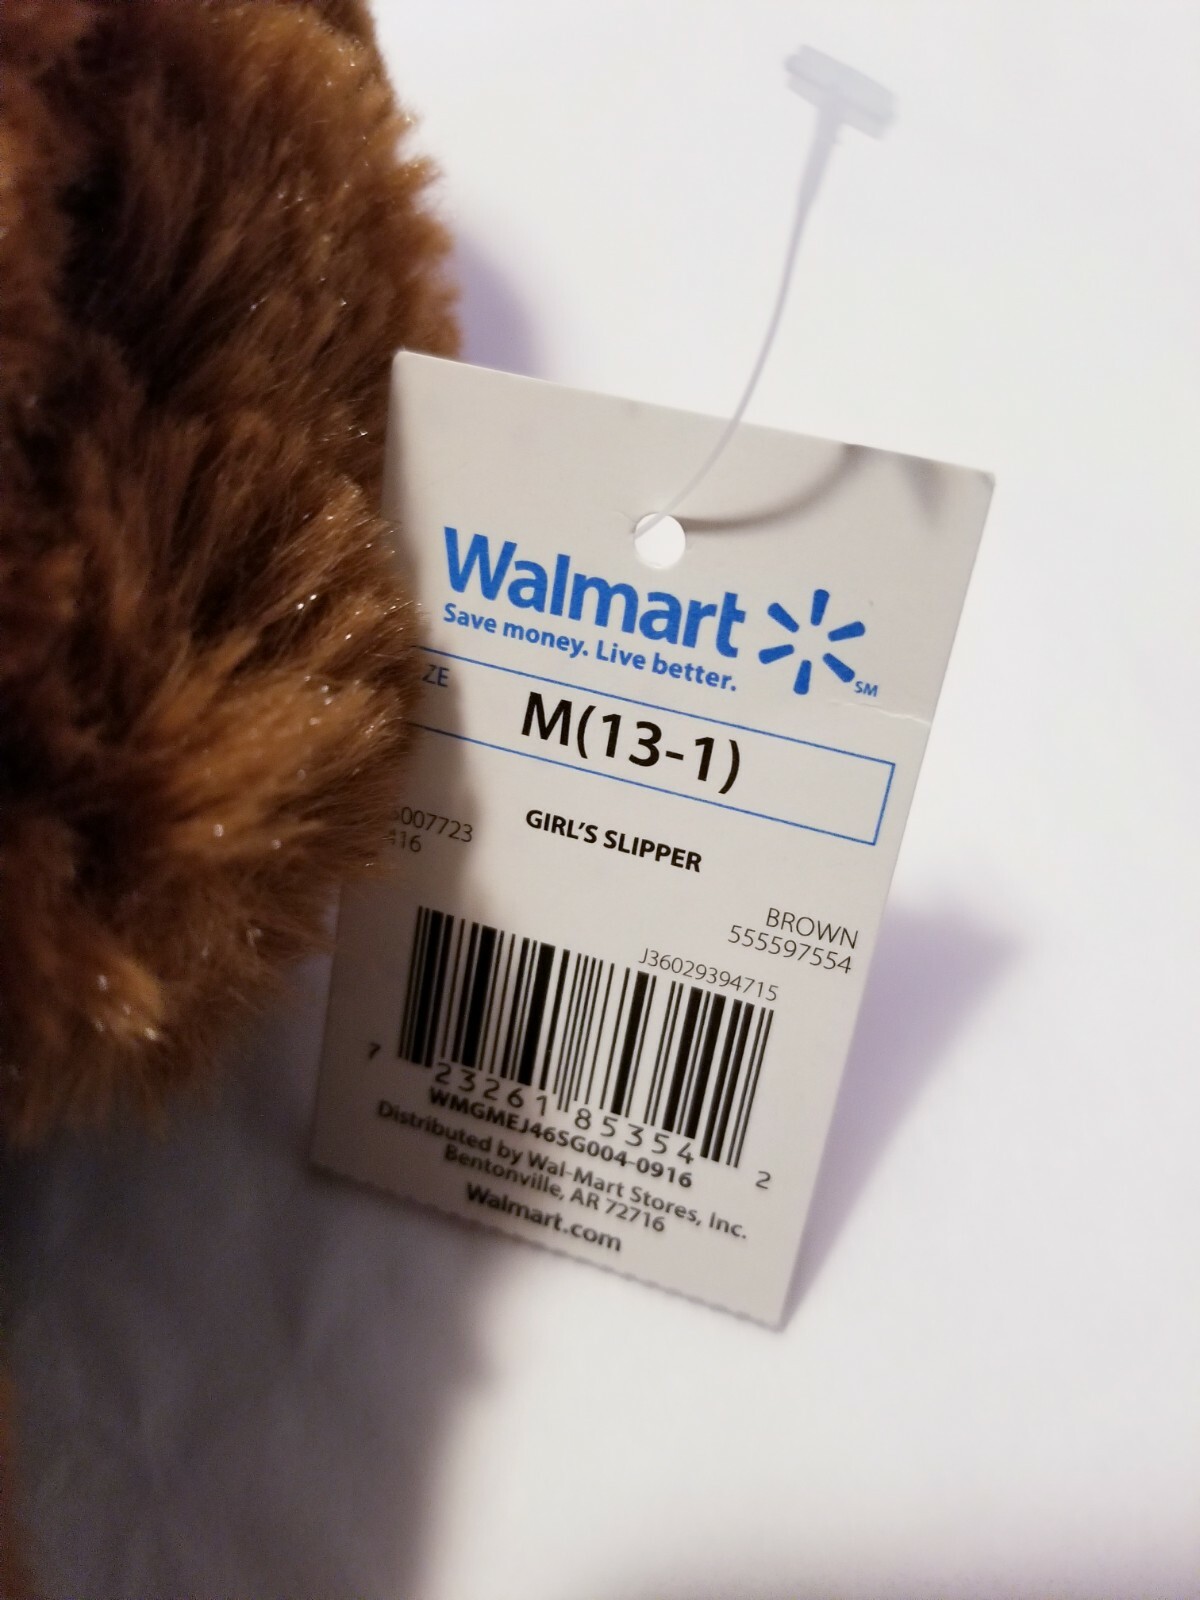 Walmart
SM
Save money. Live better.
M(13-1)
GIRL'S SLIPPER
BROWN
555597554
J36029394715
7 23261 85354 2
WMGMEJ46SG004-0916
Distributed by Wal-Mart Stores, Inc.
Bentonville, AR 72716
Walmart.com